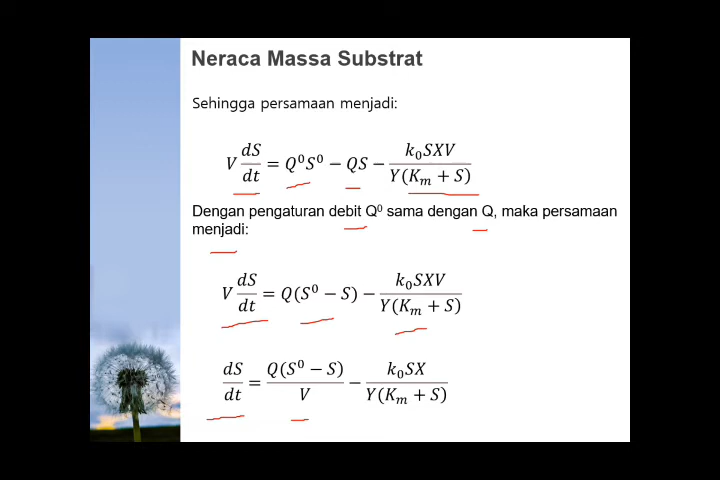 Neraca Massa Substrat
Sehingga persamaan menjadi:
V dS/dt = Q⁰S⁰ − QS − k₀SXV / Y(Kₘ + S)
Dengan pengaturan debit Q⁰ sama dengan Q, maka persamaan
menjadi:
V dS/dt = Q(S⁰ − S) − k₀SXV / Y(Kₘ + S)
dS/dt = Q(S⁰ − S) / V − k₀SX / Y(Kₘ + S)